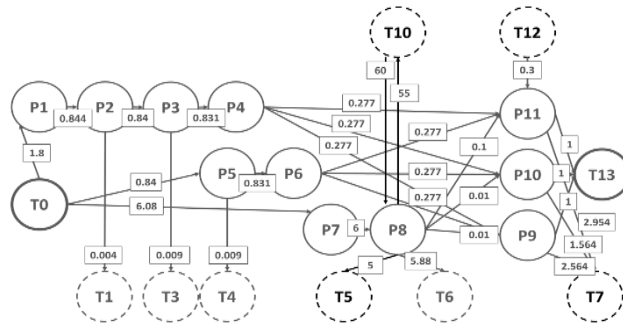 T10 T12
60 0.3
55
P1 P2 P3 P4 P11
0.844 0.84 0.831 0.277
0.277
1.8 0.277 0.1 1
0.277
P5 P6 P10 T13
0.84 0.831 0.277 1
T0 0.277 0.01 1
6.08 2.954
P7 6 P8 0.01 P9 1.564
0.004 0.009 0.009 5 5.88 2.564
T1 T3 T4 T5 T6 T7